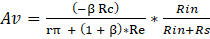 Av = (−β Rc) / (rπ + (1 + β)*Re) * Rin / (Rin+Rs)